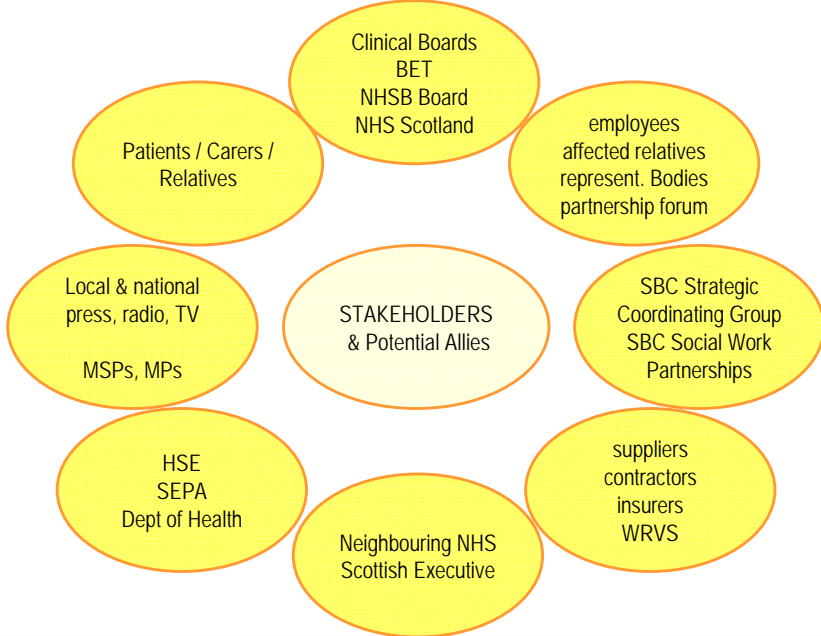 Clinical Boards
BET
NHSB Board
NHS Scotland
employees
affected relatives
represent. Bodies
partnership forum
Patients / Carers /
Relatives
Local & national
press, radio, TV
MSPs, MPs
STAKEHOLDERS
& Potential Allies
SBC Strategic
Coordinating Group
SBC Social Work
Partnerships
HSE
SEPA
Dept of Health
suppliers
contractors
insurers
WRVS
Neighbouring NHS
Scottish Executive